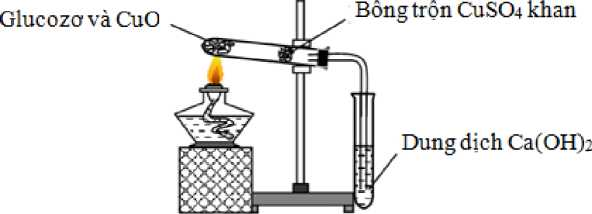 Glucozơ và CuO
Bông trộn CuSO4 khan
Dung dịch Ca(OH)2